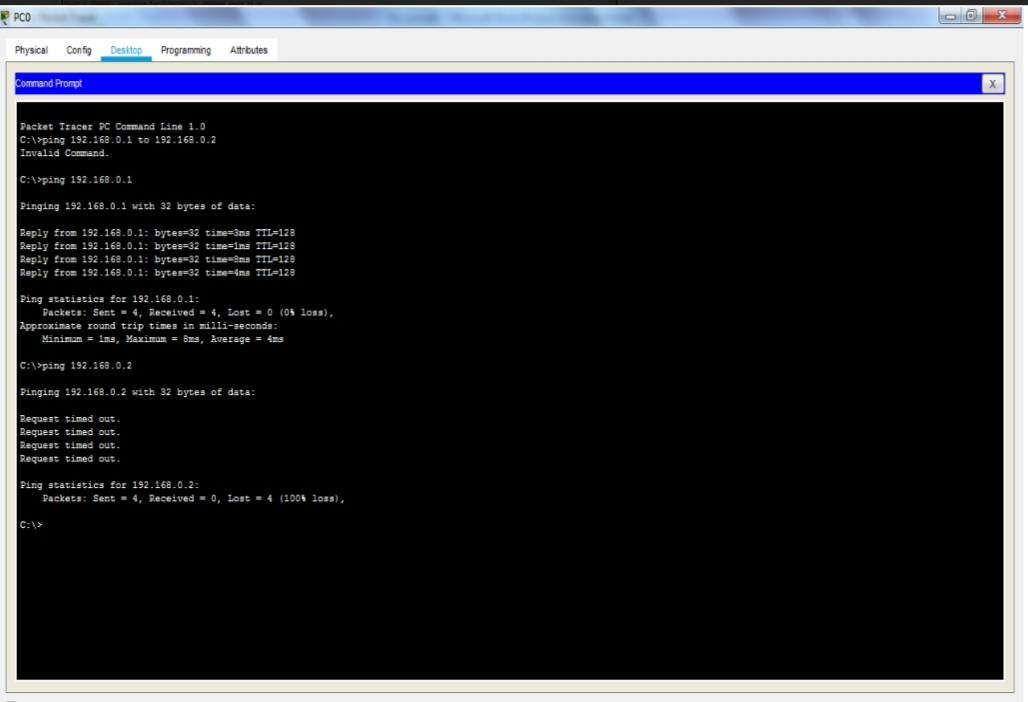 PC0
Physical Config Desktop Programming Attributes
Command Prompt
X
Packet Tracer PC Command Line 1.0
C:\>ping 192.168.0.1 to 192.168.0.2
Invalid Command.
C:\>ping 192.168.0.1
Pinging 192.168.0.1 with 32 bytes of data:
Reply from 192.168.0.1: bytes=32 time=3ms TTL=128
Reply from 192.168.0.1: bytes=32 time=1ms TTL=128
Reply from 192.168.0.1: bytes=32 time=8ms TTL=128
Reply from 192.168.0.1: bytes=32 time=4ms TTL=128
Ping statistics for 192.168.0.1:
Packets: Sent = 4, Received = 4, Lost = 0 (0% loss),
Approximate round trip times in milli-seconds:
Minimum = 1ms, Maximum = 8ms, Average = 4ms
C:\>ping 192.168.0.2
Pinging 192.168.0.2 with 32 bytes of data:
Request timed out.
Request timed out.
Request timed out.
Request timed out.
Ping statistics for 192.168.0.2:
Packets: Sent = 4, Received = 0, Lost = 4 (100% loss),
C:\>